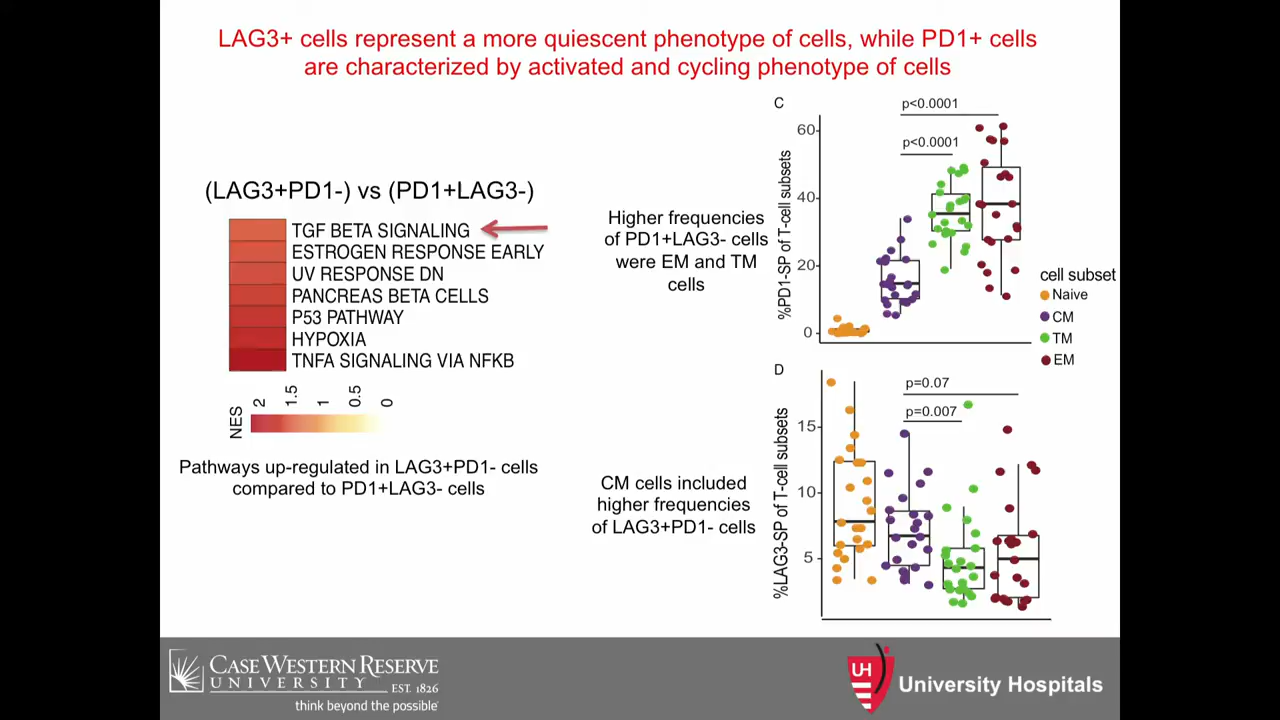 LAG3+ cells represent a more quiescent phenotype of cells, while PD1+ cells
are characterized by activated and cycling phenotype of cells
(LAG3+PD1-) vs (PD1+LAG3-)
TGF BETA SIGNALING
ESTROGEN RESPONSE EARLY
UV RESPONSE DN
PANCREAS BETA CELLS
P53 PATHWAY
HYPOXIA
TNFA SIGNALING VIA NFKB
NES
2 1.5 1 0.5 0
Pathways up-regulated in LAG3+PD1- cells
compared to PD1+LAG3- cells
Higher frequencies
of PD1+LAG3- cells
were EM and TM
cells
CM cells included
higher frequencies
of LAG3+PD1- cells
C
p<0.0001
p<0.0001
%PD1-SP of T-cell subsets
60
40
20
0
cell subset
Naive
CM
TM
EM
D
p=0.07
p=0.007
%LAG3-SP of T-cell subsets
15
10
5
CASE WESTERN RESERVE
UNIVERSITY EST. 1826
think beyond the possible
UH
University Hospitals